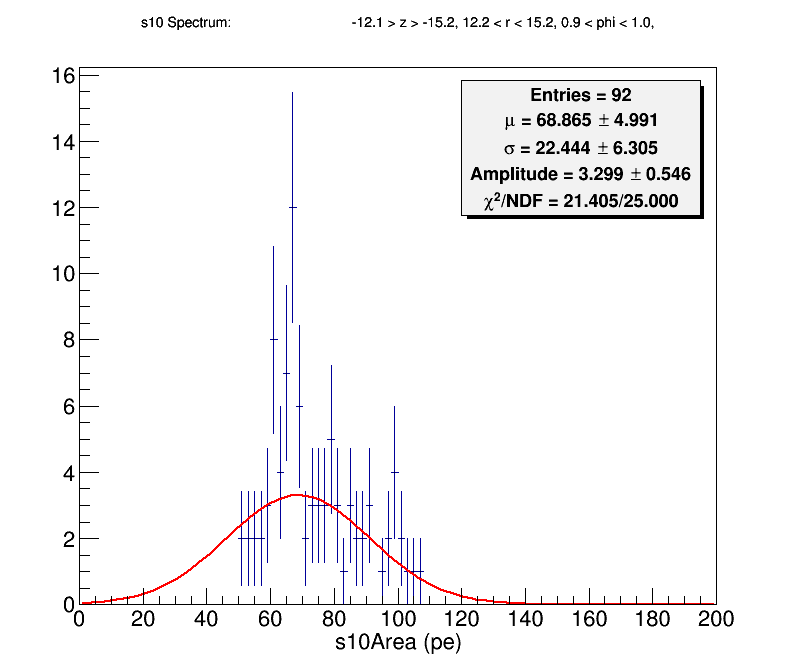 s10 Spectrum: -12.1 > z > -15.2, 12.2 < r < 15.2, 0.9 < phi < 1.0,
Entries = 92
μ = 68.865 ± 4.991
σ = 22.444 ± 6.305
Amplitude = 3.299 ± 0.546
χ²/NDF = 21.405/25.000
16
14
12
10
8
6
4
2
0
0 20 40 60 80 100 120 140 160 180 200
s10Area (pe)